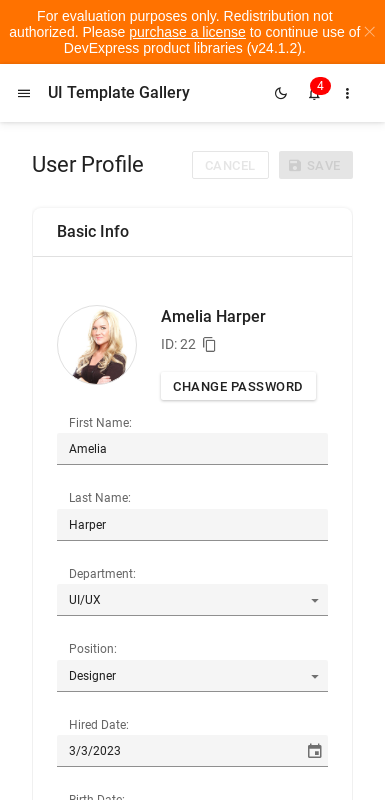 For evaluation purposes only. Redistribution not
authorized. Please purchase a license to continue use of
DevExpress product libraries (v24.1.2).
UI Template Gallery
4
User Profile
CANCEL
SAVE
Basic Info
Amelia Harper
ID: 22
CHANGE PASSWORD
First Name:
Amelia
Last Name:
Harper
Department:
UI/UX
Position:
Designer
Hired Date:
3/3/2023
Birth Date: